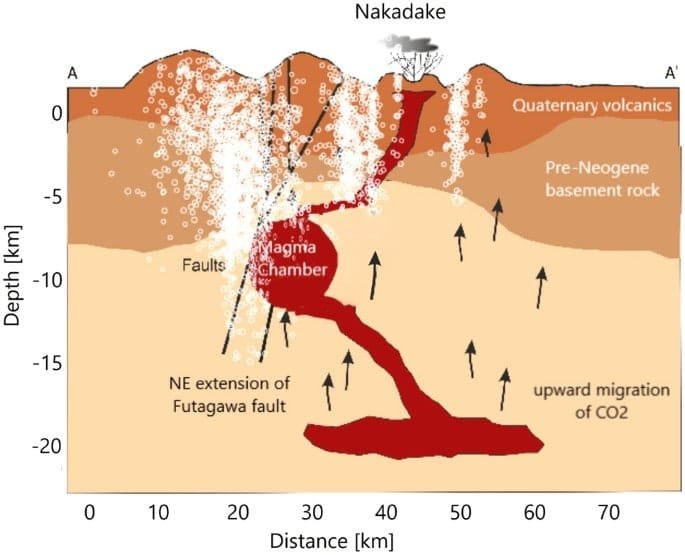 Nakadake
A
A'
0
Quaternary volcanics
Pre-Neogene
basement rock
-5
Depth [km]
Faults
Magma
Chamber
-10
-15
NE extension of
Futagawa fault
upward migration
of CO2
-20
0 10 20 30 40 50 60 70
Distance [km]